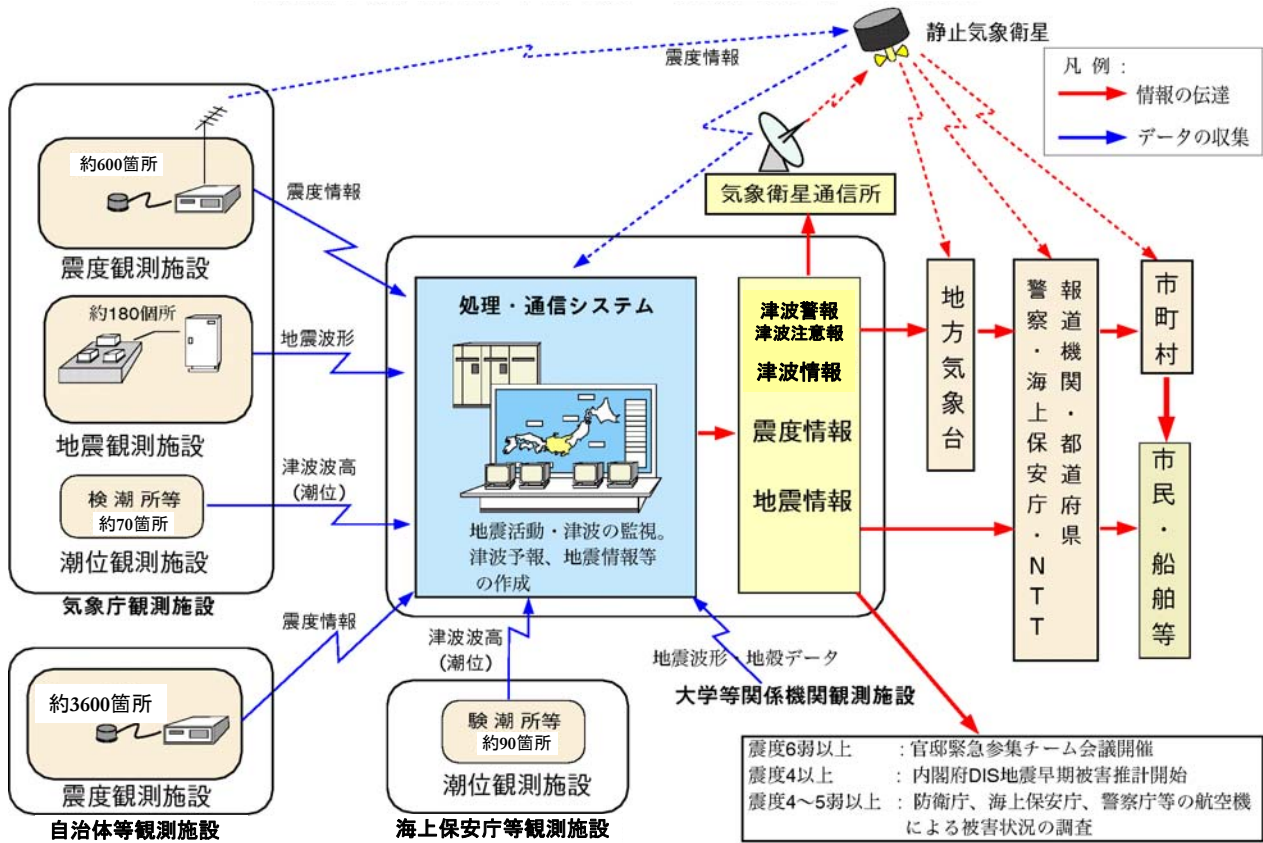 静止気象衛星
震度情報
凡 例 :
情報の伝達
データの収集
約600箇所
震度情報
震度観測施設
気象衛星通信所
約180個所
地震波形
地震観測施設
津波波高
(潮位)
検 潮 所 等
約70箇所
潮位観測施設
気象庁観測施設
処理・通信システム
地震活動・津波の監視。
津波予報、地震情報等
の作成
津波警報
津波注意報
津波情報
震度情報
地震情報
地方気象台
報道機関・都道府県
警察・海上保安庁・NTT
市町村
市民・船舶等
震度情報
約3600箇所
震度観測施設
自治体等観測施設
津波波高
(潮位)
験 潮 所 等
約90箇所
潮位観測施設
海上保安庁等観測施設
地震波形・地殻データ
大学等関係機関観測施設
震度6弱以上 : 官邸緊急参集チーム会議開催
震度4以上 : 内閣府DIS地震早期被害推計開始
震度4～5弱以上 : 防衛庁、海上保安庁、警察庁等の航空機
による被害状況の調査